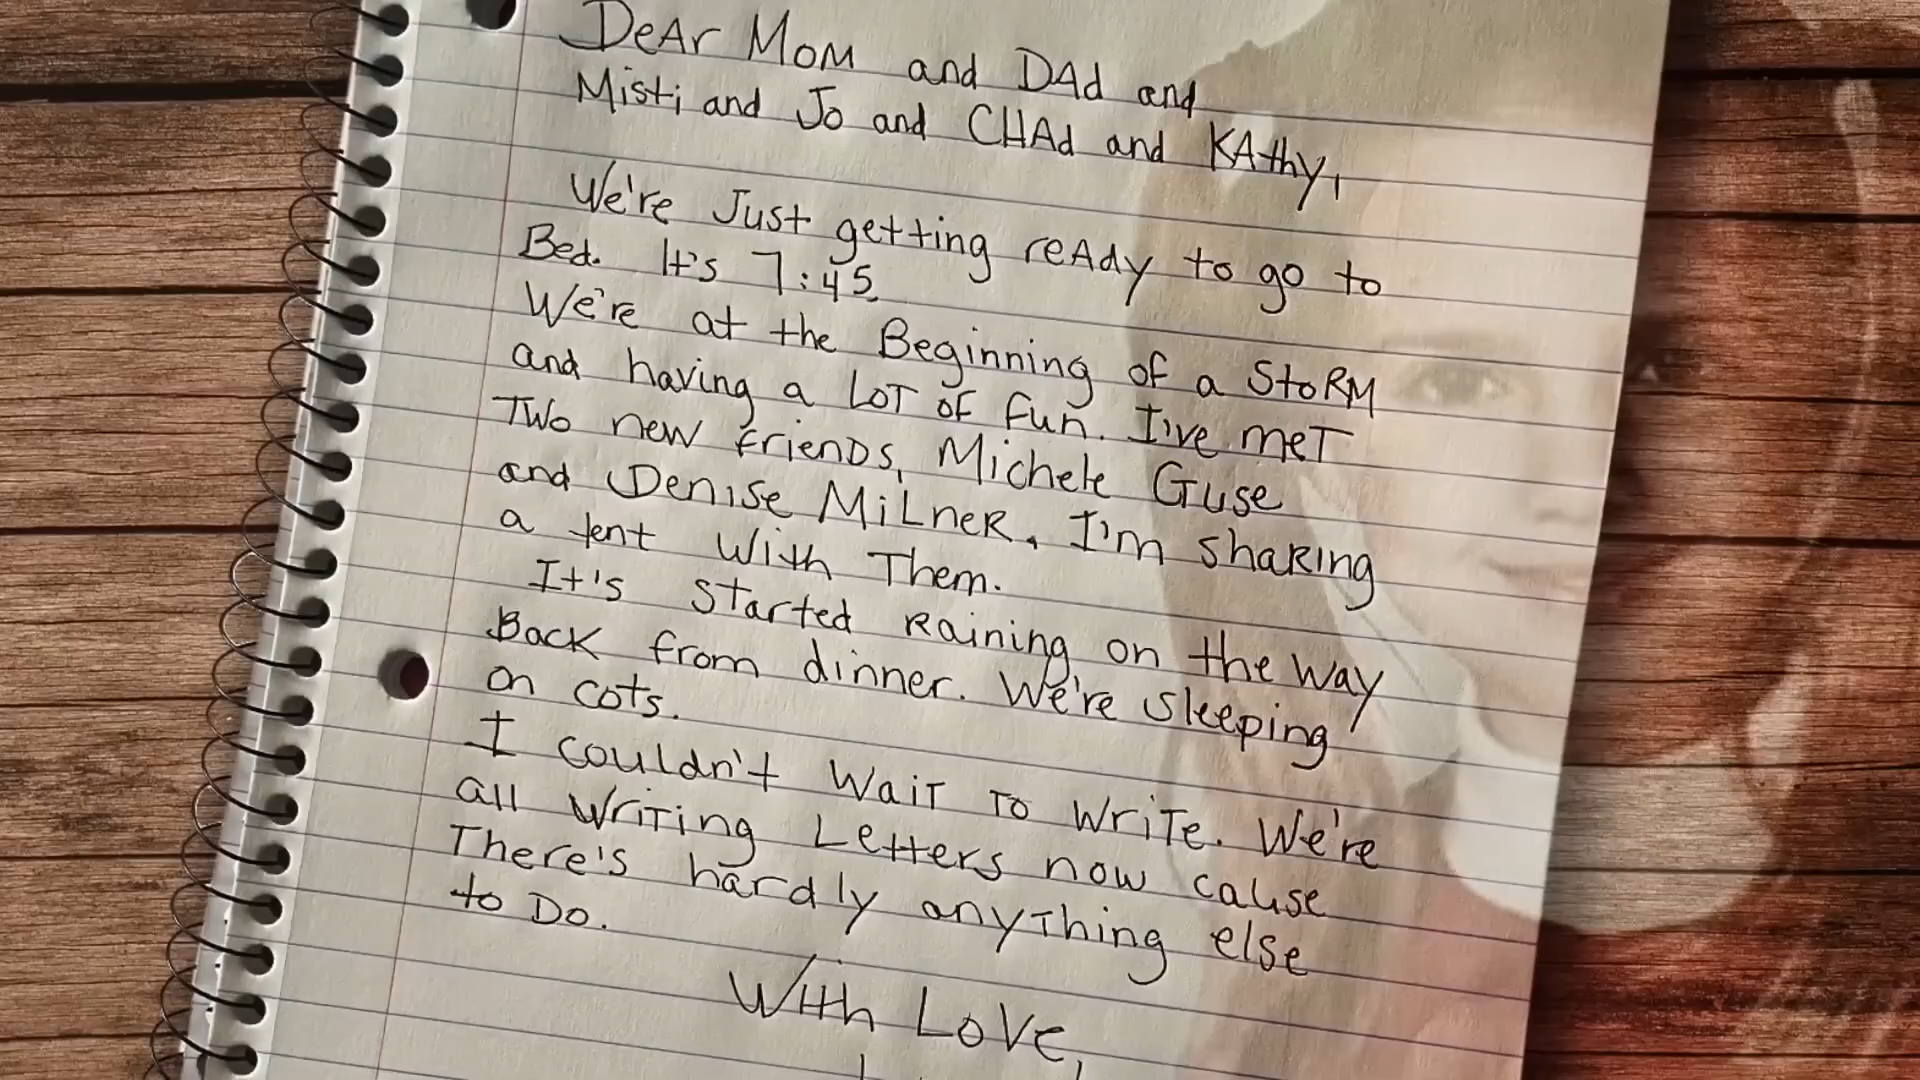 Dear Mom and Dad and
Misti and Jo and Chad and Kathy,
We're Just getting ready to go to
Bed. It's 7:45
We're at the Beginning of a Storm
and having a Lot of fun. I've met
Two new friends, Michele Guse
and Denise Milner. I'm sharing
a tent with Them.
It's started Raining on the way
Back from dinner. We're sleeping
on cots.
I couldn't wait to write. We're
all writing Letters now cause
There's hardly anything else
to Do.
With Love,